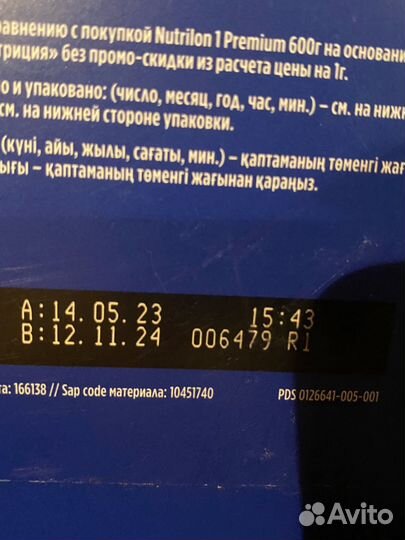 равнению с покупкой Nutrilon 1 Premium 600г на основани
триция» без промо-скидки из расчета цены на 1г.
о и упаковано: (число, месяц, год, час, мин.) – см. на ниж
см. на нижней стороне упаковки.
(күні, айы, жылы, сағаты, мин.) – қаптаманың төменгі жағ
ығы – қаптаманың төменгі жағынан қараңыз.
A:14.05.23 15:43
B:12.11.24 006479 R1
та: 166138 // Sap code материала: 10451740 PDS 0126641-005-001
Avito